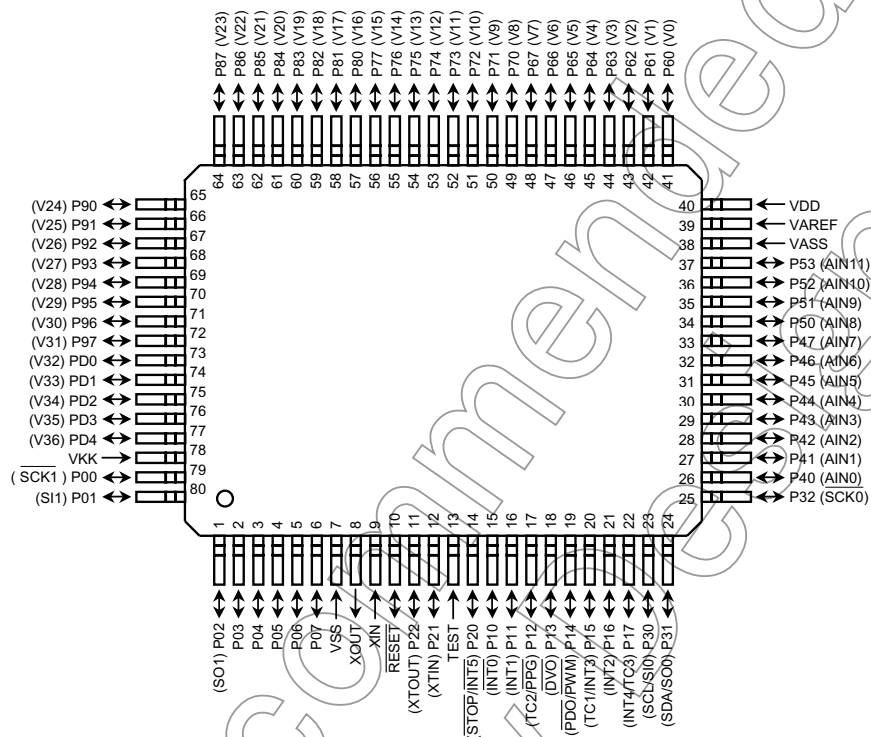 P87 (V23)
P86 (V22)
P85 (V21)
P84 (V20)
P83 (V19)
P82 (V18)
P81 (V17)
P80 (V16)
P77 (V15)
P76 (V14)
P75 (V13)
P74 (V12)
P73 (V11)
P72 (V10)
P71 (V9)
P70 (V8)
P67 (V7)
P66 (V6)
P65 (V5)
P64 (V4)
P63 (V3)
P62 (V2)
P61 (V1)
P60 (V0)
64 63 62 61 60 59 58 57 56 55 54 53 52 51 50 49 48 47 46 45 44 43 42 41
(V24) P90 65
(V25) P91 66
(V26) P92 67
(V27) P93 68
(V28) P94 69
(V29) P95 70
(V30) P96 71
(V31) P97 72
(V32) PD0 73
(V33) PD1 74
(V34) PD2 75
(V35) PD3 76
(V36) PD4 77
VKK 78
( SCK1 ) P00 79
(SI1) P01 80
40 VDD
39 VAREF
38 VASS
37 P53 (AIN11)
36 P52 (AIN10)
35 P51 (AIN9)
34 P50 (AIN8)
33 P47 (AIN7)
32 P46 (AIN6)
31 P45 (AIN5)
30 P44 (AIN4)
29 P43 (AIN3)
28 P42 (AIN2)
27 P41 (AIN1)
26 P40 (AIN0)
25 P32 (SCK0)
1 2 3 4 5 6 7 8 9 10 11 12 13 14 15 16 17 18 19 20 21 22 23 24
(SO1) P02
P03
P04
P05
P06
P07
VSS
XOUT
XIN
RESET
(XTOUT) P22
(XTIN) P21
TEST
(STOP/INT5) P20
(INT0) P10
(INT1) P11
(TC2/PPG) P12
(DVO) P13
(PDO/PWM) P14
(TC1/INT3) P15
(INT2) P16
(INT4/TC3) P17
(SCL/SI0) P30
(SDA/SO0) P31